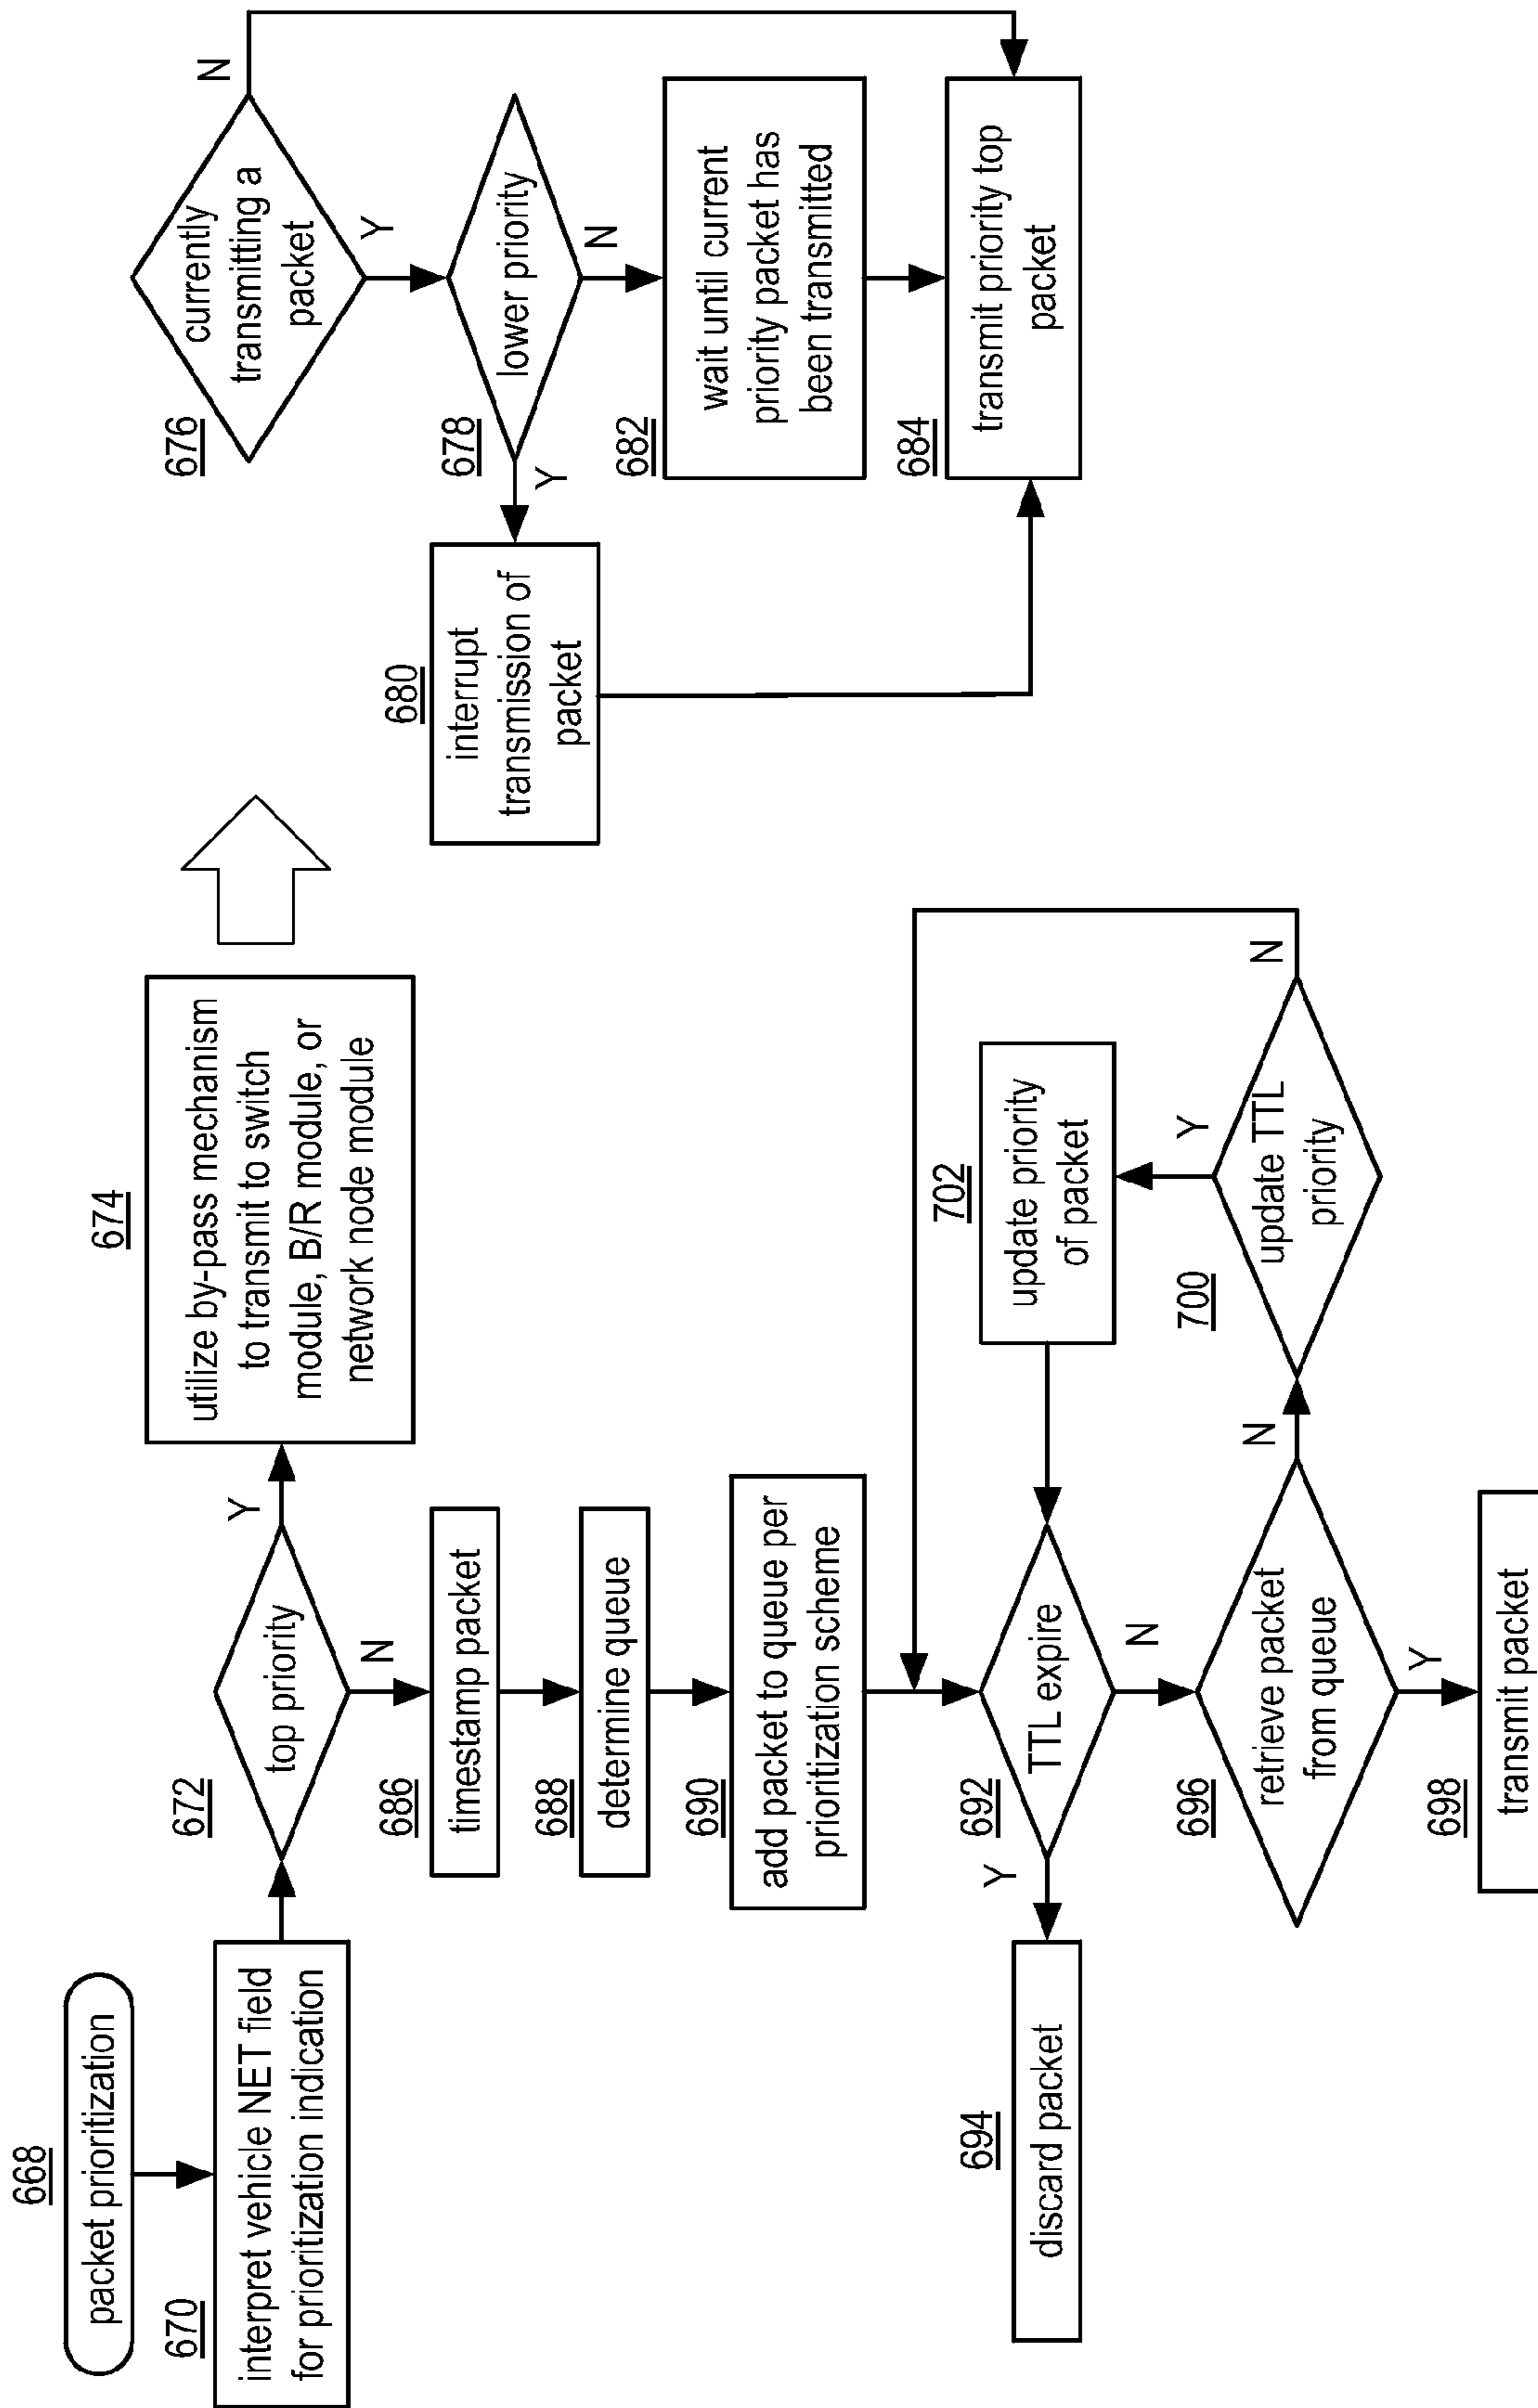 668
packet prioritization
670
interpret vehicle NET field
for prioritization indication
672
top priority
Y
N
674
utilize by-pass mechanism
to transmit to switch
module, B/R module, or
network node module
676
currently
transmitting a
packet
N
Y
678
lower priority
Y
N
680
interrupt
transmission of
packet
682
wait until current
priority packet has
been transmitted
684
transmit priority top
packet
686
timestamp packet
688
determine queue
690
add packet to queue per
prioritization scheme
692
TTL expire
Y
N
694
discard packet
696
retrieve packet
from queue
N
Y
698
transmit packet
700
update TTL
priority
Y
N
702
update priority
of packet